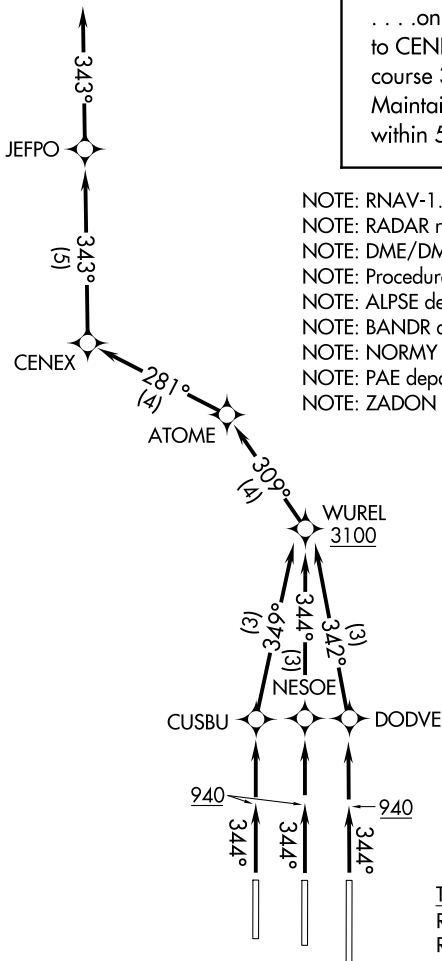 . . . .on
to CENE
course 3
Maintai
within 5
343°
JEFPO
343°
(5)
NOTE: RNAV-1.
NOTE: RADAR r
NOTE: DME/DM
NOTE: Procedure
NOTE: ALPSE de
NOTE: BANDR d
NOTE: NORMY
NOTE: PAE depa
NOTE: ZADON
CENEX
281°
(4)
ATOME
309°
(4)
WUREL
3100
(3)
349°
344°
(3)
342°
(3)
NESOE
CUSBU
DODVE
940
940
344°
344°
344°
T
R
R